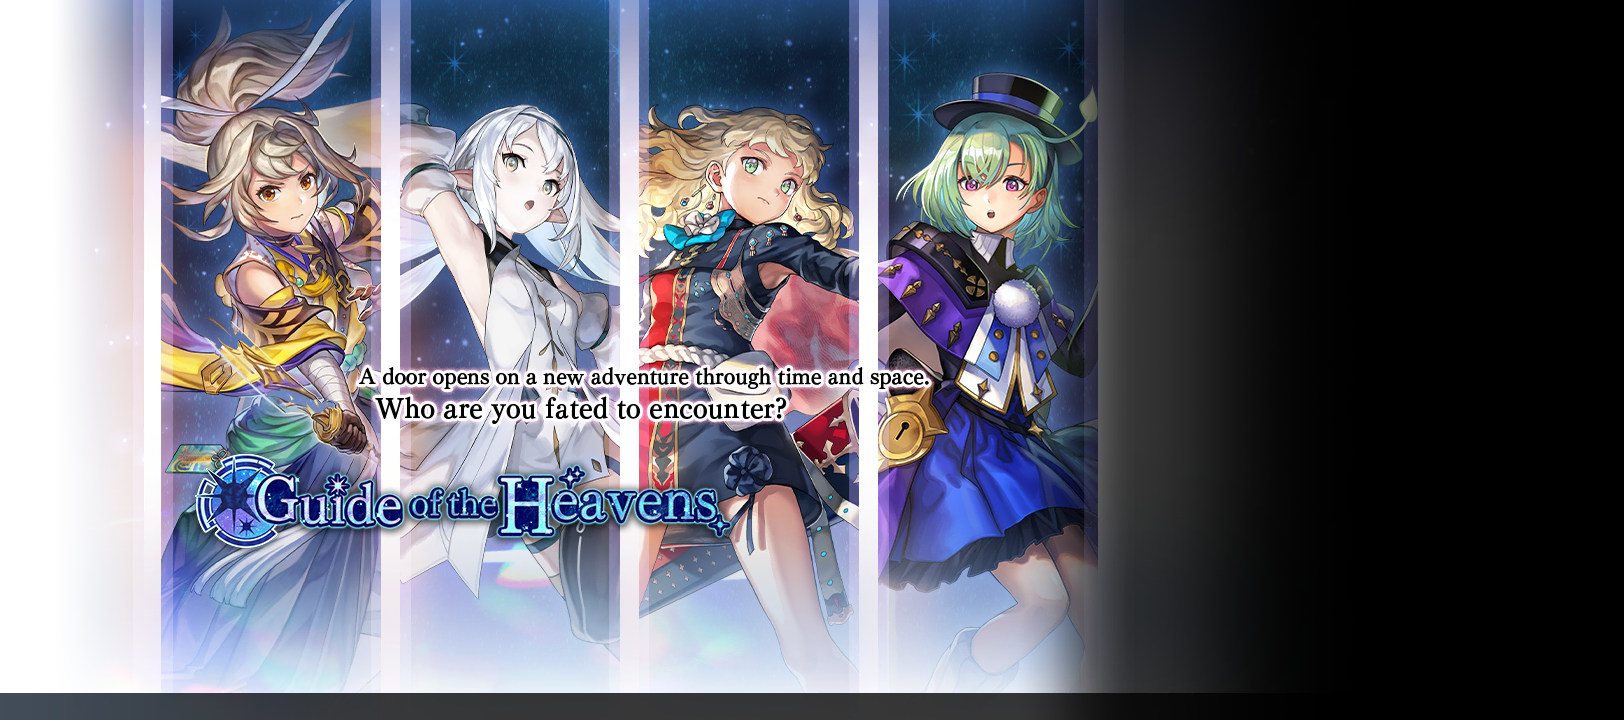 A door opens on a new adventure through time and space.
Who are you fated to encounter?
Guide of the Heavens